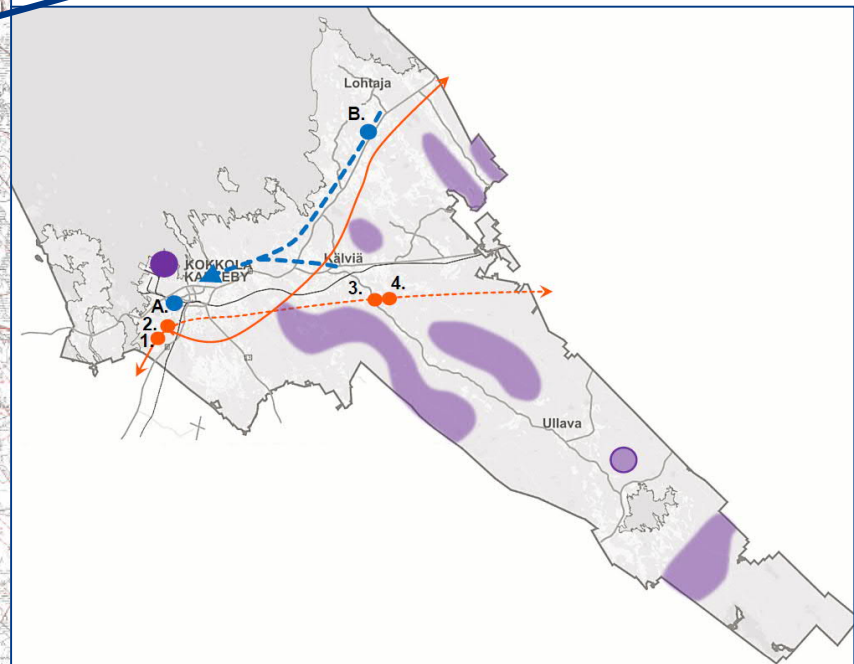 Lohtaja
B.
KOKKOLA
KARLEBY
Kälviä
A.
3.
4.
2.
1.
Ullava